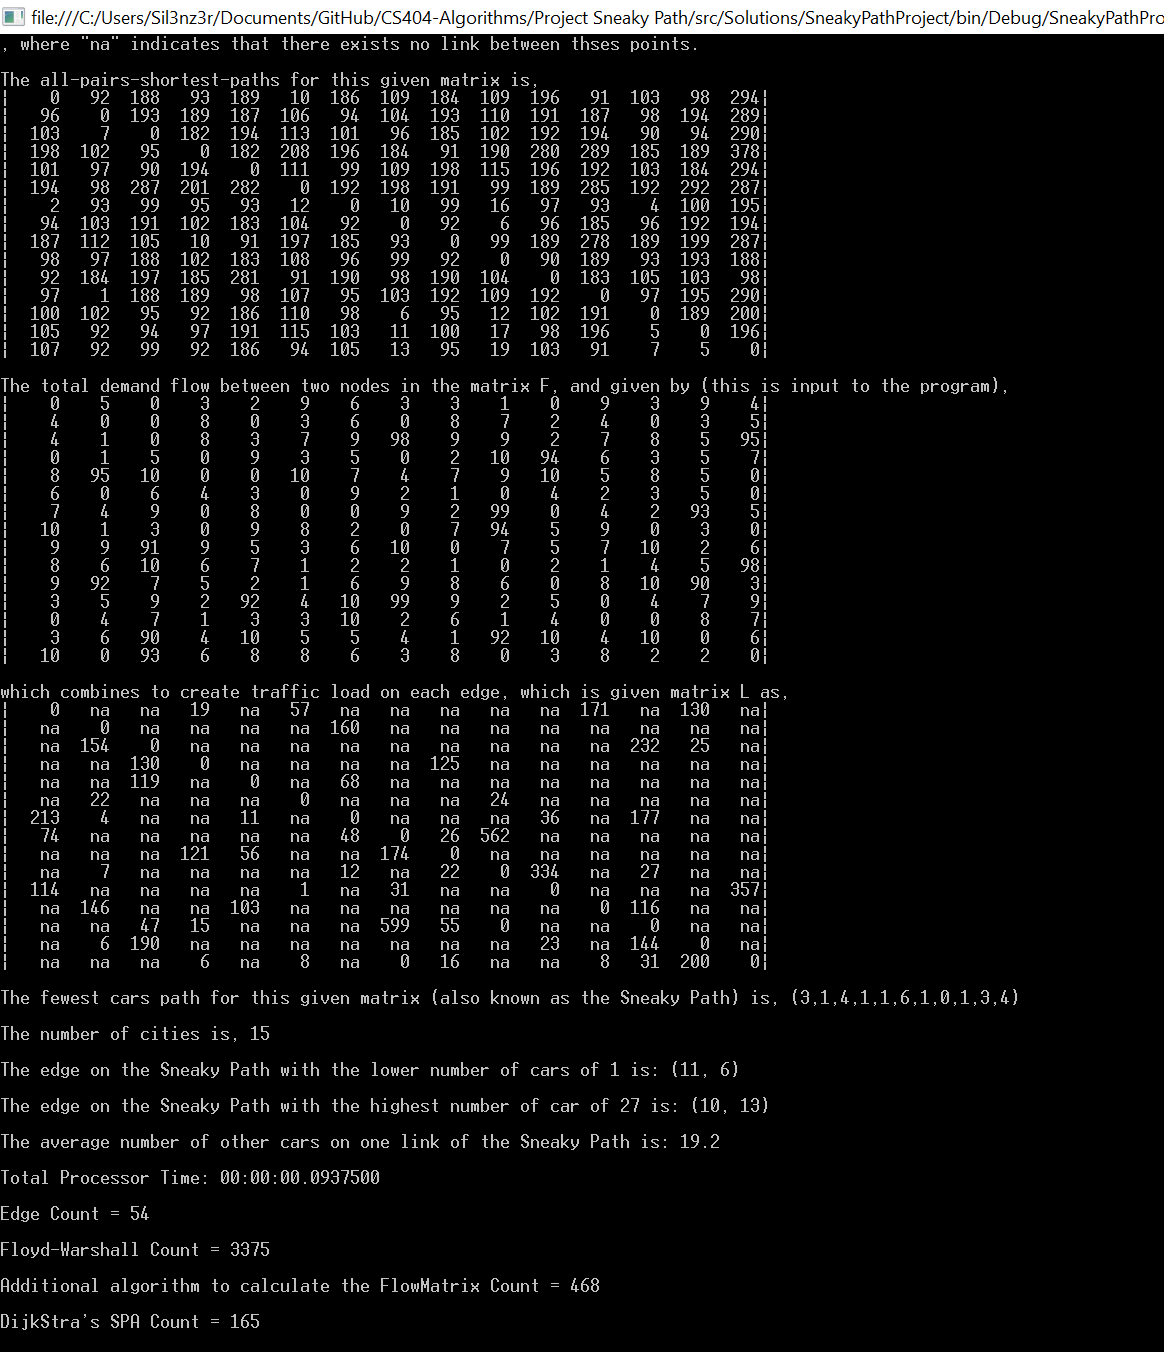 file:///C:/Users/Sil3nz3r/Documents/GitHub/CS404-Algorithms/Project Sneaky Path/src/Solutions/SneakyPathProject/bin/Debug/SneakyPathPro
, where "na" indicates that there exists no link between thses points.
The all-pairs-shortest-paths for this given matrix is,
¦ 0 92 188 93 189 10 186 109 184 109 196 91 103 98 294¦
¦ 96 0 193 189 187 106 94 104 193 110 191 187 98 194 289¦
¦ 103 7 0 182 194 113 101 96 185 102 192 194 90 94 290¦
¦ 198 102 95 0 182 208 196 184 91 190 280 289 185 189 378¦
¦ 101 97 90 194 0 111 99 109 198 115 196 192 103 184 294¦
¦ 194 98 287 201 282 0 192 198 191 99 189 285 192 292 287¦
¦ 2 93 99 95 93 12 0 10 99 16 97 93 4 100 195¦
¦ 94 103 191 102 183 104 92 0 92 6 96 185 96 192 194¦
¦ 187 112 105 10 91 197 185 93 0 99 189 278 189 199 287¦
¦ 98 97 188 102 183 108 96 99 92 0 90 189 93 193 188¦
¦ 92 184 197 185 281 91 190 98 190 104 0 183 105 103 98¦
¦ 97 1 188 189 98 107 95 103 192 109 192 0 97 195 290¦
¦ 100 102 95 92 186 110 98 6 95 12 102 191 0 189 200¦
¦ 105 92 94 97 191 115 103 11 100 17 98 196 5 0 196¦
¦ 107 92 99 92 186 94 105 13 95 19 103 91 7 5 0¦
The total demand flow between two nodes in the matrix F, and given by (this is input to the program),
¦ 0 5 0 3 2 9 6 3 3 1 0 9 3 9 4¦
¦ 4 0 0 8 0 3 6 0 8 7 2 4 0 3 5¦
¦ 4 1 0 8 3 7 9 98 9 9 2 7 8 5 95¦
¦ 0 1 5 0 9 3 5 0 2 10 94 6 3 5 7¦
¦ 8 95 10 0 0 10 7 4 7 9 10 5 8 5 0¦
¦ 6 0 6 4 3 0 9 2 1 0 4 2 3 5 0¦
¦ 7 4 9 0 8 0 0 9 2 99 0 4 2 93 5¦
¦ 10 1 3 0 9 8 2 0 7 94 5 9 0 3 0¦
¦ 9 9 91 9 5 3 6 10 0 7 5 7 10 2 6¦
¦ 8 6 10 6 7 1 2 2 1 0 2 1 4 5 98¦
¦ 9 92 7 5 2 1 6 9 8 6 0 8 10 90 3¦
¦ 3 5 9 2 92 4 10 99 9 2 5 0 4 7 9¦
¦ 0 4 7 1 3 3 10 2 6 1 4 0 0 8 7¦
¦ 3 6 90 4 10 5 5 4 1 92 10 4 10 0 6¦
¦ 10 0 93 6 8 8 6 3 8 0 3 8 2 2 0¦
which combines to create traffic load on each edge, which is given matrix L as,
¦ 0 na na 19 na 57 na na na na na 171 na 130 na¦
¦ na 0 na na na na 160 na na na na na na na na¦
¦ na 154 0 na na na na na na na na na 232 25 na¦
¦ na na 130 0 na na na na 125 na na na na na na¦
¦ na na 119 na 0 na 68 na na na na na na na na¦
¦ na 22 na na na 0 na na na 24 na na na na na¦
¦ 213 4 na na 11 na 0 na na na 36 na 177 na na¦
¦ 74 na na na na na 48 0 26 562 na na na na na¦
¦ na na na 121 56 na na 174 0 na na na na na na¦
¦ na 7 na na na na 12 na 22 0 334 na 27 na na¦
¦ 114 na na na na 1 na 31 na na 0 na na na 357¦
¦ na 146 na na 103 na na na na na na 0 116 na na¦
¦ na na 47 15 na na na 599 55 0 na na 0 na na¦
¦ na 6 190 na na na na na na na 23 na 144 0 na¦
¦ na na na 6 na 8 na 0 16 na na 8 31 200 0¦
The fewest cars path for this given matrix (also known as the Sneaky Path) is, (3,1,4,1,1,6,1,0,1,3,4)
The number of cities is, 15
The edge on the Sneaky Path with the lower number of cars of 1 is: (11, 6)
The edge on the Sneaky Path with the highest number of car of 27 is: (10, 13)
The average number of other cars on one link of the Sneaky Path is: 19.2
Total Processor Time: 00:00:00.0937500
Edge Count = 54
Floyd-Warshall Count = 3375
Additional algorithm to calculate the FlowMatrix Count = 468
DijkStra's SPA Count = 165